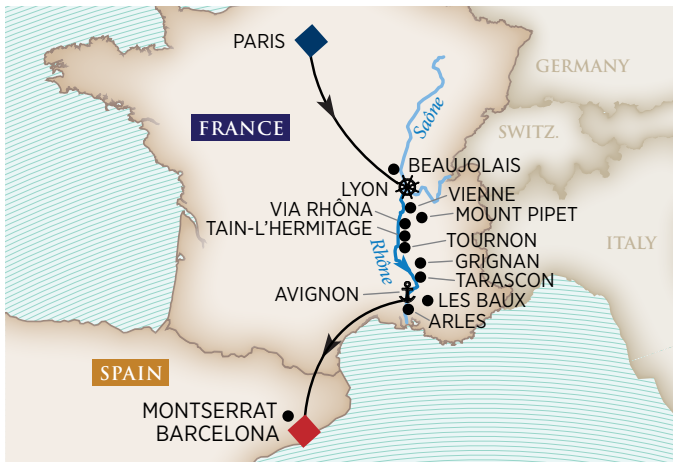 PARIS
GERMANY
FRANCE
Saône
SWITZ.
BEAUJOLAIS
LYON
VIENNE
VIA RHÔNA
MOUNT PIPET
TAIN-L'HERMITAGE
TOURNON
Rhône
ITALY
GRIGNAN
TARASCON
AVIGNON
LES BAUX
ARLES
SPAIN
MONTSERRAT
BARCELONA